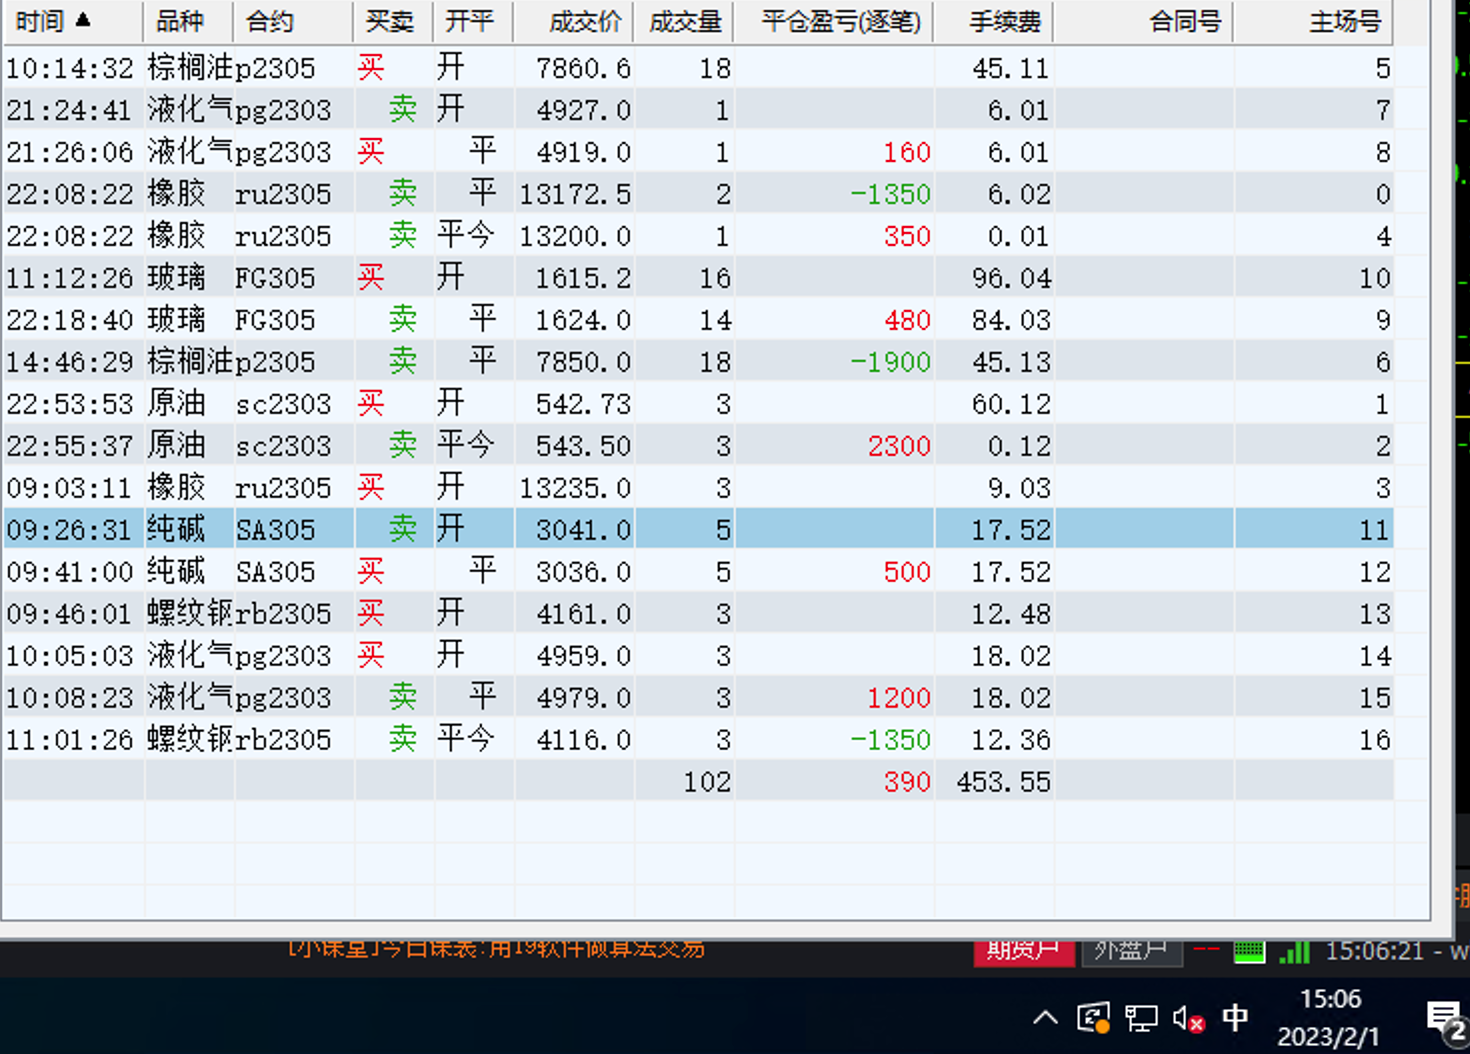 时间▲ 品种 合约 买卖 开平 成交价 成交量 平仓盈亏(逐笔) 手续费 合同号 主场号
10:14:32 棕榈油 p2305 买 开 7860.6 18 45.11 5
21:24:41 液化气 pg2303 卖 开 4927.0 1 6.01 7
21:26:06 液化气 pg2303 买 平 4919.0 1 160 6.01 8
22:08:22 橡胶 ru2305 卖 平 13172.5 2 -1350 6.02 0
22:08:22 橡胶 ru2305 卖 平今 13200.0 1 350 0.01 4
11:12:26 玻璃 FG305 买 开 1615.2 16 96.04 10
22:18:40 玻璃 FG305 卖 平 1624.0 14 480 84.03 9
14:46:29 棕榈油 p2305 卖 平 7850.0 18 -1900 45.13 6
22:53:53 原油 sc2303 买 开 542.73 3 60.12 1
22:55:37 原油 sc2303 卖 平今 543.50 3 2300 0.12 2
09:03:11 橡胶 ru2305 买 开 13235.0 3 9.03 3
09:26:31 纯碱 SA305 卖 开 3041.0 5 17.52 11
09:41:00 纯碱 SA305 买 平 3036.0 5 500 17.52 12
09:46:01 螺纹钢 rb2305 买 开 4161.0 3 12.48 13
10:05:03 液化气 pg2303 买 开 4959.0 3 18.02 14
10:08:23 液化气 pg2303 卖 平 4979.0 3 1200 18.02 15
11:01:26 螺纹钢 rb2305 卖 平今 4116.0 3 -1350 12.36 16
102 390 453.55
[小课堂]今日课表:用19软件做算法交易 期货户 外盘户 15:06:21 - w
中 15:06
2023/2/1
2